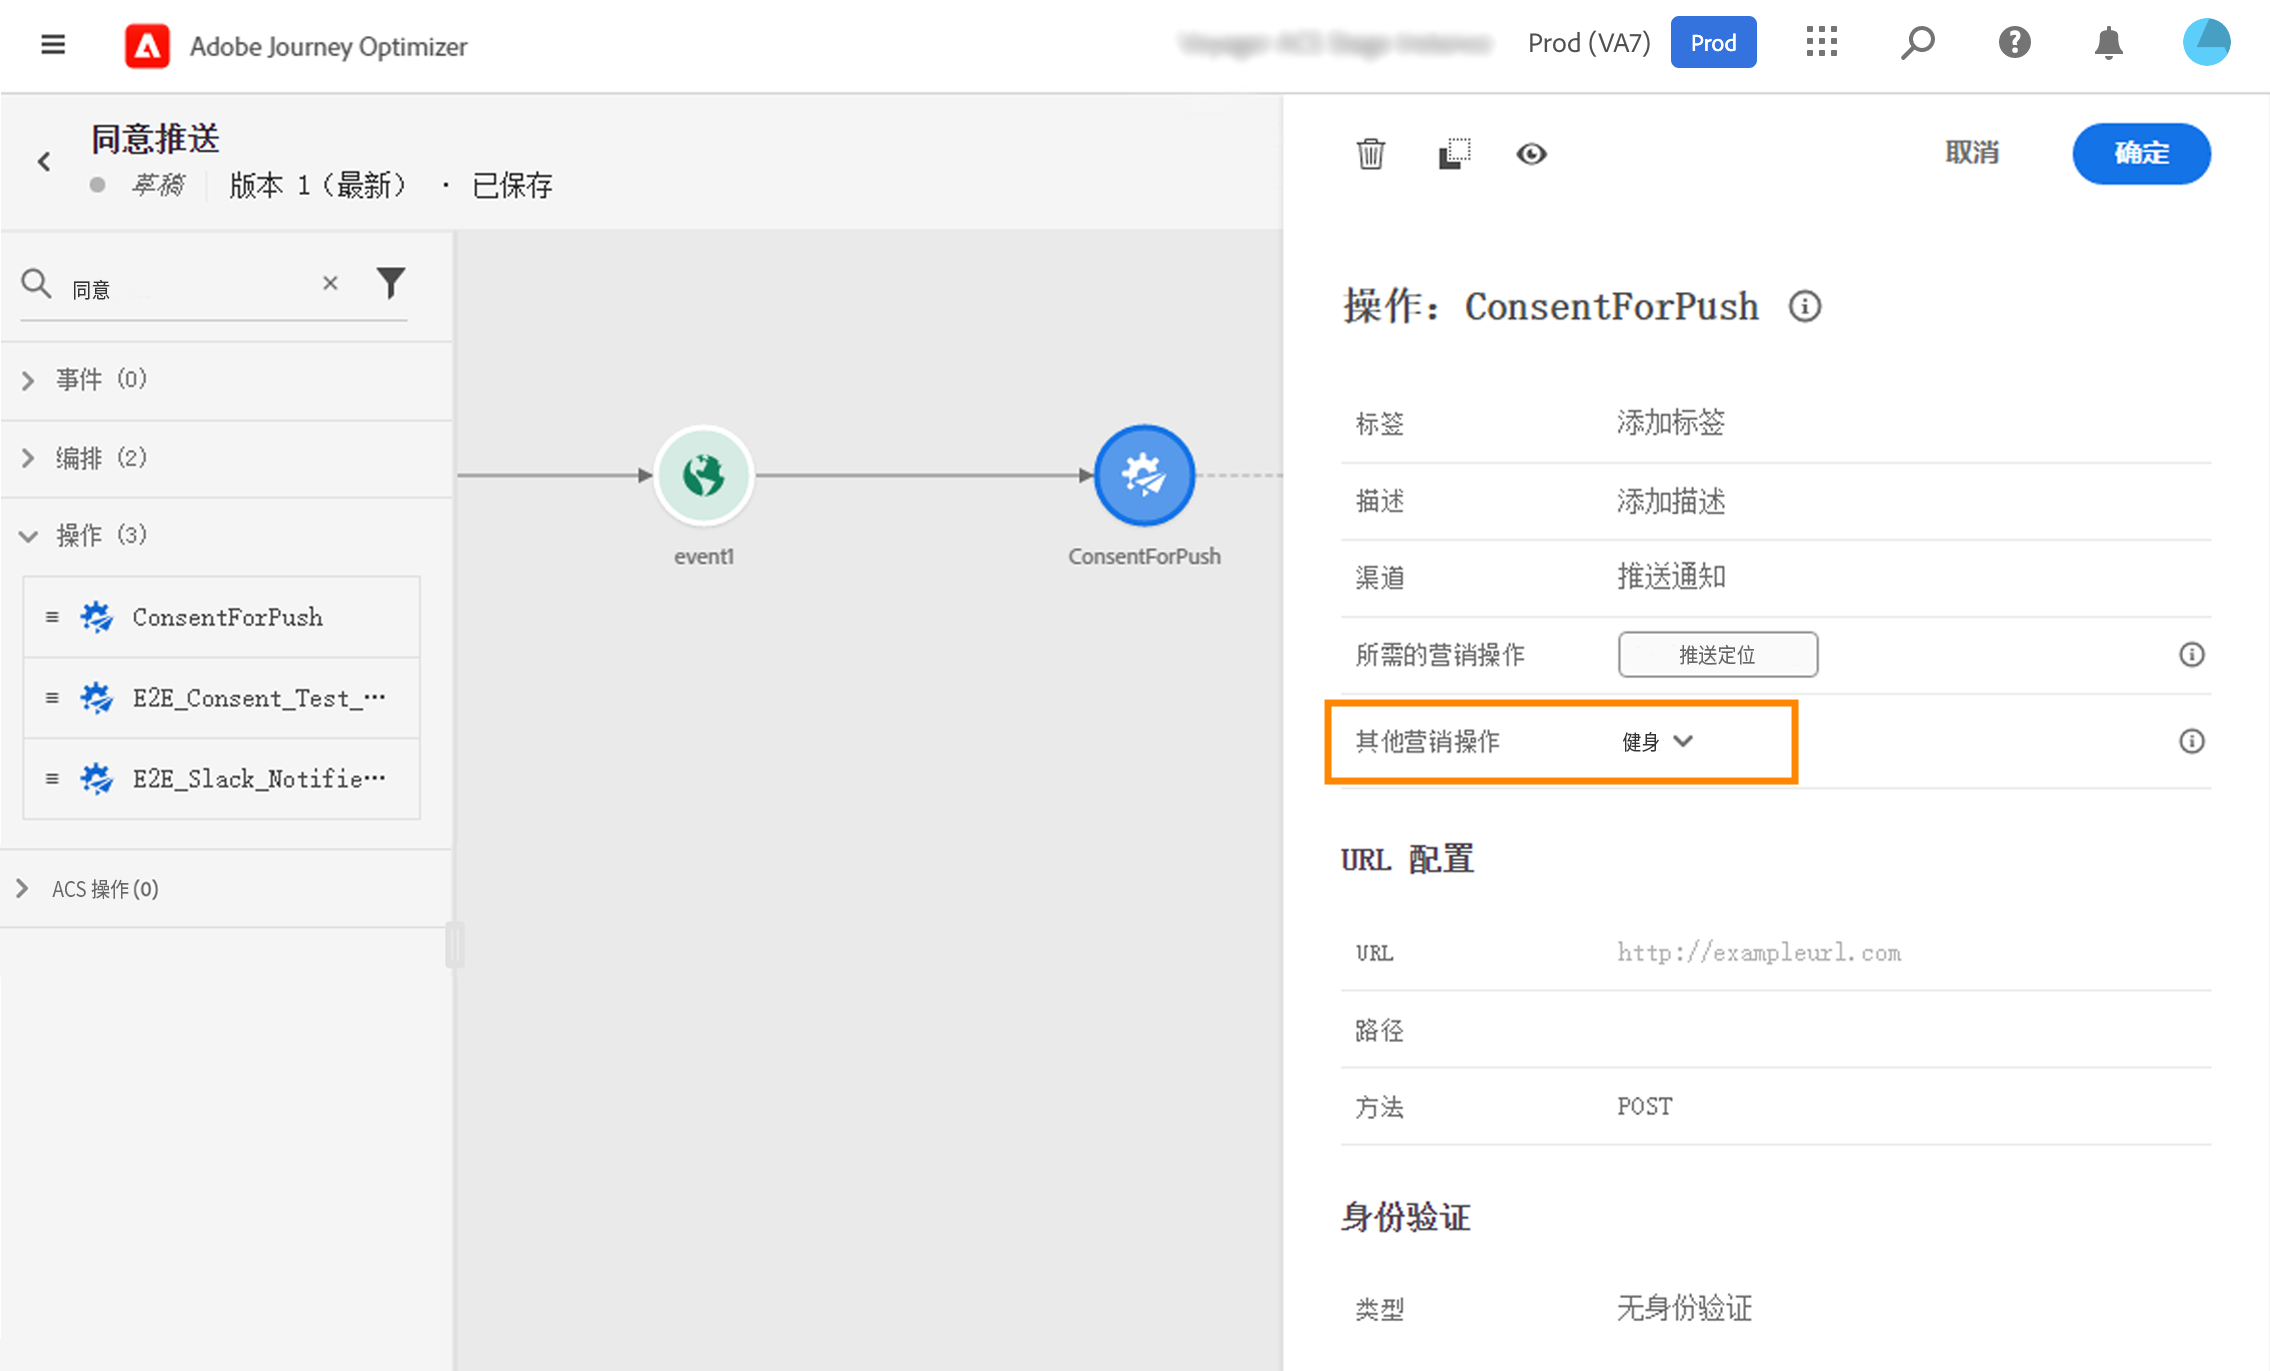 Adobe Journey Optimizer
Prod (VA7)
Prod
同意推送
草稿
版本 1（最新） · 已保存
取消
确定
同意
事件 (0)
编排 (2)
操作 (3)
ConsentForPush
E2E_Consent_Test_···
E2E_Slack_Notifie···
ACS 操作(0)
event1
ConsentForPush
操作：ConsentForPush
标签 添加标签
描述 添加描述
渠道 推送通知
所需的营销操作 推送定位
其他营销操作 健身
URL 配置
URL http://exampleurl.com
路径
方法 POST
身份验证
类型 无身份验证